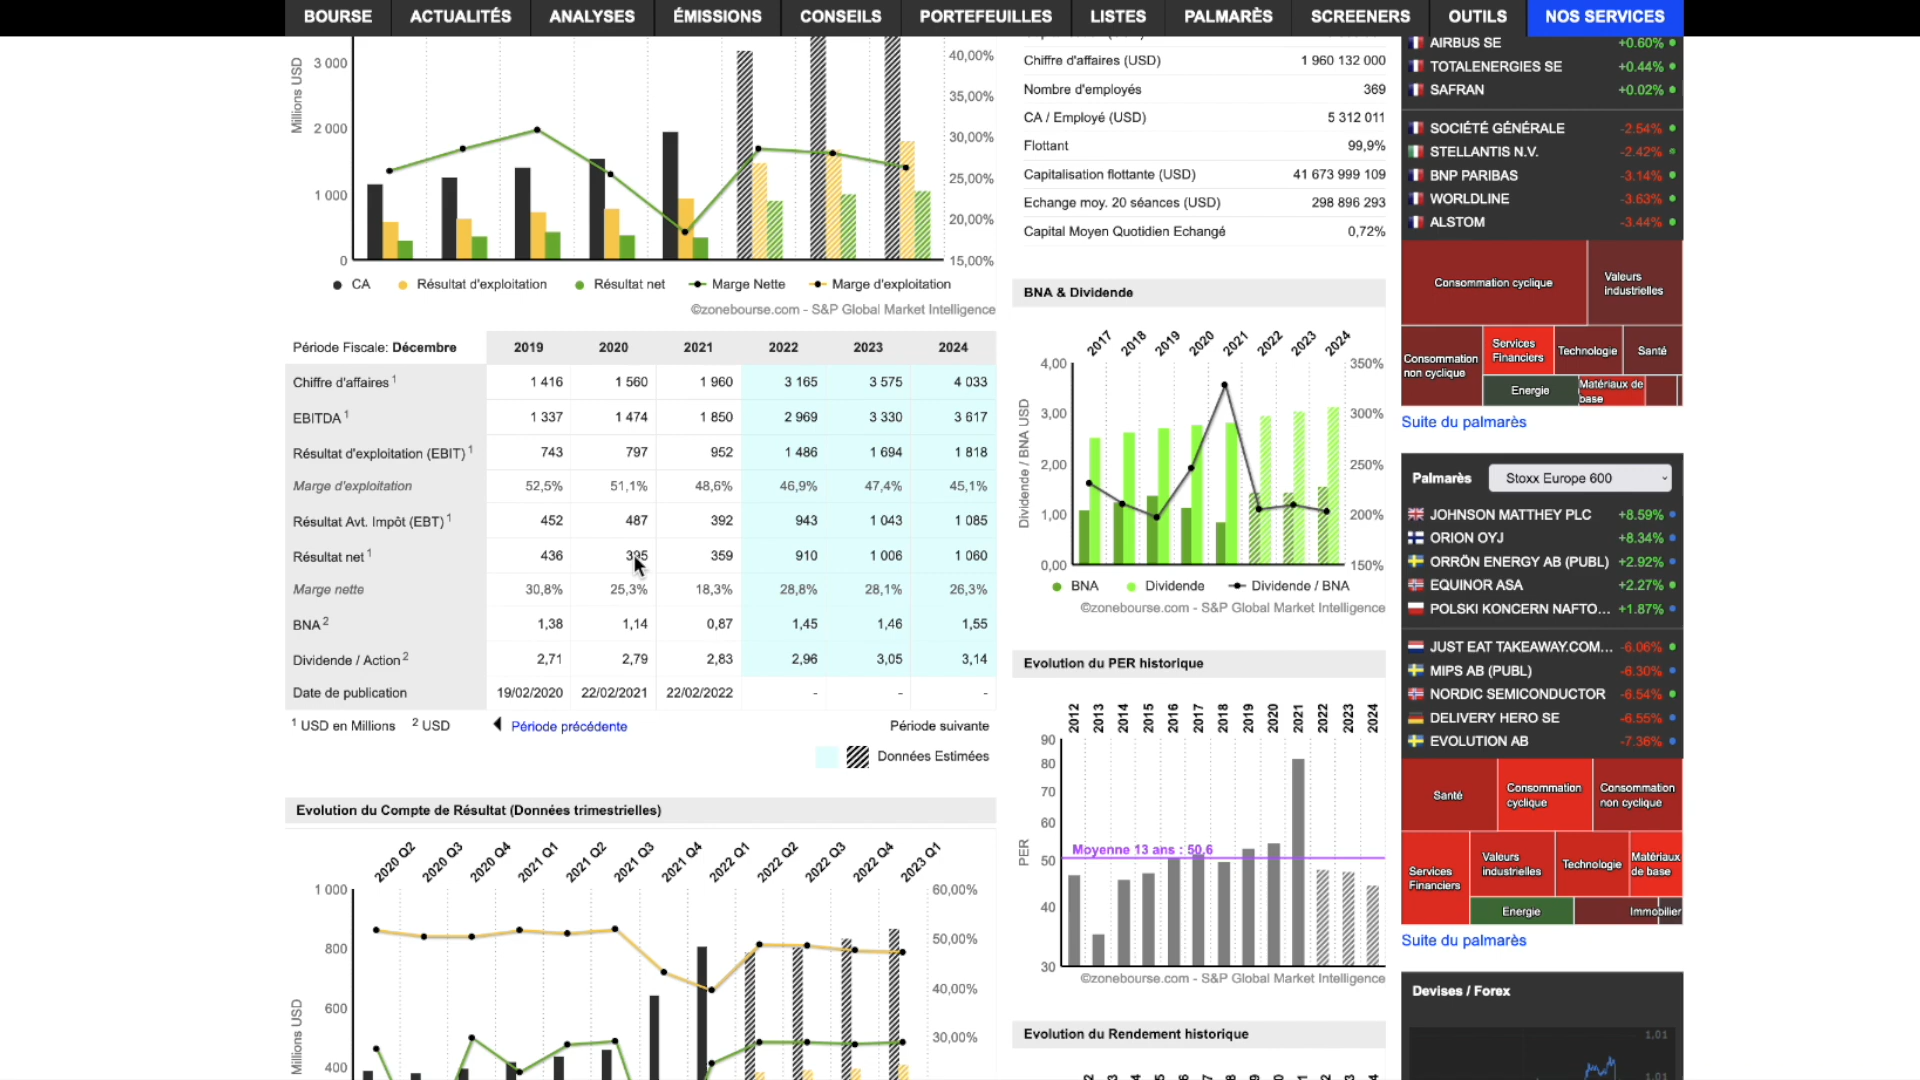 BOURSE ACTUALITÉS ANALYSES ÉMISSIONS CONSEILS PORTEFEUILLES LISTES PALMARÈS SCREENERS OUTILS NOS SERVICES
Millions USD
3 000
2 000
1 000
0
40,00%
35,00%
30,00%
25,00%
20,00%
15,00%
CA Résultat d'exploitation Résultat net Marge Nette Marge d'exploitation
©zonebourse.com - S&P Global Market Intelligence
Période Fiscale: Décembre 2019 2020 2021 2022 2023 2024
Chiffre d'affaires 1 1 416 1 560 1 960 3 165 3 575 4 033
EBITDA 1 1 337 1 474 1 850 2 969 3 330 3 617
Résultat d'exploitation (EBIT) 1 743 797 952 1 486 1 694 1 818
Marge d'exploitation 52,5% 51,1% 48,6% 46,9% 47,4% 45,1%
Résultat Avt. Impôt (EBT) 1 452 487 392 943 1 043 1 085
Résultat net 1 436 395 359 910 1 006 1 060
Marge nette 30,8% 25,3% 18,3% 28,8% 28,1% 26,3%
BNA 2 1,38 1,14 0,87 1,45 1,46 1,55
Dividende / Action 2 2,71 2,79 2,83 2,96 3,05 3,14
Date de publication 19/02/2020 22/02/2021 22/02/2022 - - -
1 USD en Millions 2 USD Période précédente Période suivante
Données Estimées
Evolution du Compte de Résultat (Données trimestrielles)
2020 Q2 2020 Q3 2020 Q4 2021 Q1 2021 Q2 2021 Q3 2021 Q4 2022 Q1 2022 Q2 2022 Q3 2022 Q4 2023 Q1
Millions USD
1 000
800
600
400
60,00%
50,00%
40,00%
30,00%
Chiffre d'affaires (USD) 1 960 132 000
Nombre d'employés 369
CA / Employé (USD) 5 312 011
Flottant 99,9%
Capitalisation flottante (USD) 41 673 999 109
Echange moy. 20 séances (USD) 298 896 293
Capital Moyen Quotidien Echangé 0,72%
BNA & Dividende
2017 2018 2019 2020 2021 2022 2023 2024
Dividende / BNA USD
4,00
3,00
2,00
1,00
0,00
350%
300%
250%
200%
150%
BNA Dividende Dividende / BNA
©zonebourse.com - S&P Global Market Intelligence
Evolution du PER historique
2012 2013 2014 2015 2016 2017 2018 2019 2020 2021 2022 2023 2024
PER
90
80
70
60
50
40
30
Moyenne 13 ans : 50,6
©zonebourse.com - S&P Global Market Intelligence
Evolution du Rendement historique
AIRBUS SE +0.60%
TOTALENERGIES SE +0.44%
SAFRAN +0.02%
SOCIÉTÉ GÉNÉRALE -2.54%
STELLANTIS N.V. -2.42%
BNP PARIBAS -3.14%
WORLDLINE -3.63%
ALSTOM -3.44%
Consommation cyclique
Valeurs
industrielles
Consommation
non cyclique
Services
Financiers
Technologie
Santé
Energie
Matériaux de
base
Suite du palmarès
Palmarès Stoxx Europe 600
JOHNSON MATTHEY PLC +8.59%
ORION OYJ +8.34%
ORRÖN ENERGY AB (PUBL) +2.92%
EQUINOR ASA +2.27%
POLSKI KONCERN NAFTO... +1.87%
JUST EAT TAKEAWAY.COM... -6.06%
MIPS AB (PUBL) -6.30%
NORDIC SEMICONDUCTOR -6.54%
DELIVERY HERO SE -6.55%
EVOLUTION AB -7.36%
Santé
Consommation
cyclique
Consommation
non cyclique
Services
Financiers
Valeurs
industrielles
Technologie
Matériaux
de base
Energie
Immobilier
Suite du palmarès
Devises / Forex
1,01
1,01